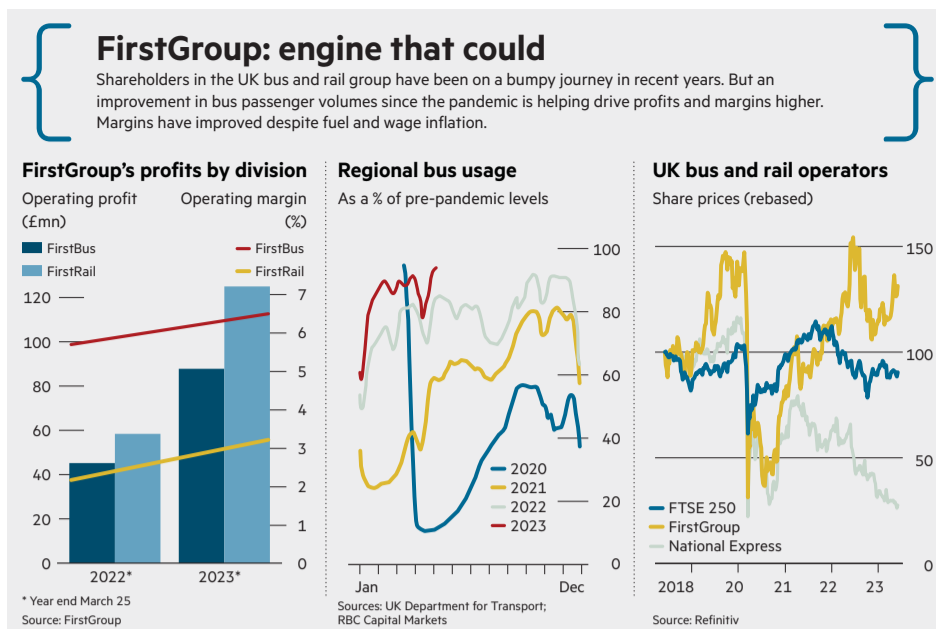 FirstGroup: engine that could
Shareholders in the UK bus and rail group have been on a bumpy journey in recent years. But an
improvement in bus passenger volumes since the pandemic is helping drive profits and margins higher.
Margins have improved despite fuel and wage inflation.
FirstGroup's profits by division
Operating profit
(£mn)
Operating margin
(%)
FirstBus
FirstRail
FirstBus
FirstRail
120
100
80
60
40
20
0
7
6
5
4
3
2
1
0
2022*
2023*
* Year end March 25
Source: FirstGroup
Regional bus usage
As a % of pre-pandemic levels
100
80
60
40
20
0
2020
2021
2022
2023
Jan
Dec
Sources: UK Department for Transport;
RBC Capital Markets
UK bus and rail operators
Share prices (rebased)
150
100
50
0
FTSE 250
FirstGroup
National Express
2018
20
21
22
23
Source: Refinitiv